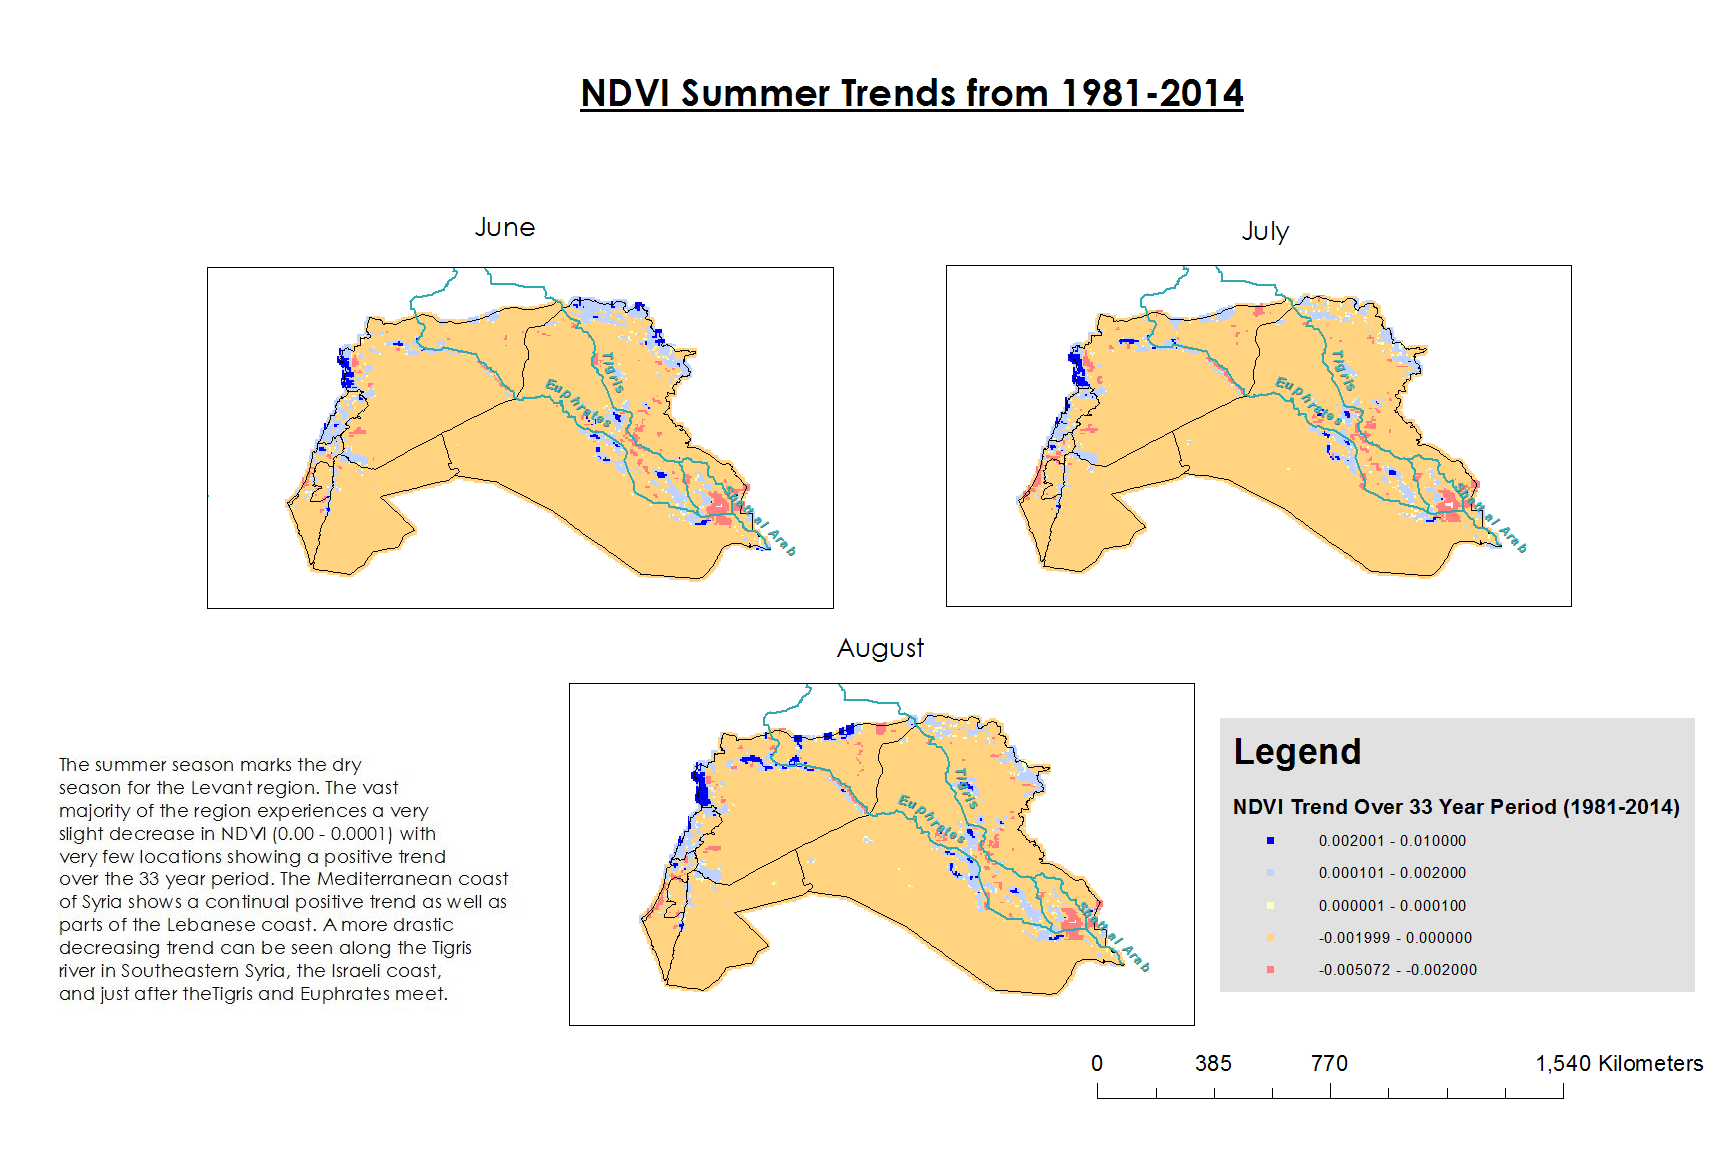 NDVI Summer Trends from 1981-2014
June
July
Tigris
Euphrates
Shatt al Arab
Tigris
Euphrates
Shatt al Arab
August
Tigris
Euphrates
Shatt al Arab
The summer season marks the dry
season for the Levant region. The vast
majority of the region experiences a very
slight decrease in NDVI (0.00 - 0.0001) with
very few locations showing a positive trend
over the 33 year period. The Mediterranean coast
of Syria shows a continual positive trend as well as
parts of the Lebanese coast. A more drastic
decreasing trend can be seen along the Tigris
river in Southeastern Syria, the Israeli coast,
and just after theTigris and Euphrates meet.
Legend
NDVI Trend Over 33 Year Period (1981-2014)
0.002001 - 0.010000
0.000101 - 0.002000
0.000001 - 0.000100
-0.001999 - 0.000000
-0.005072 - -0.002000
0 385 770 1,540 Kilometers